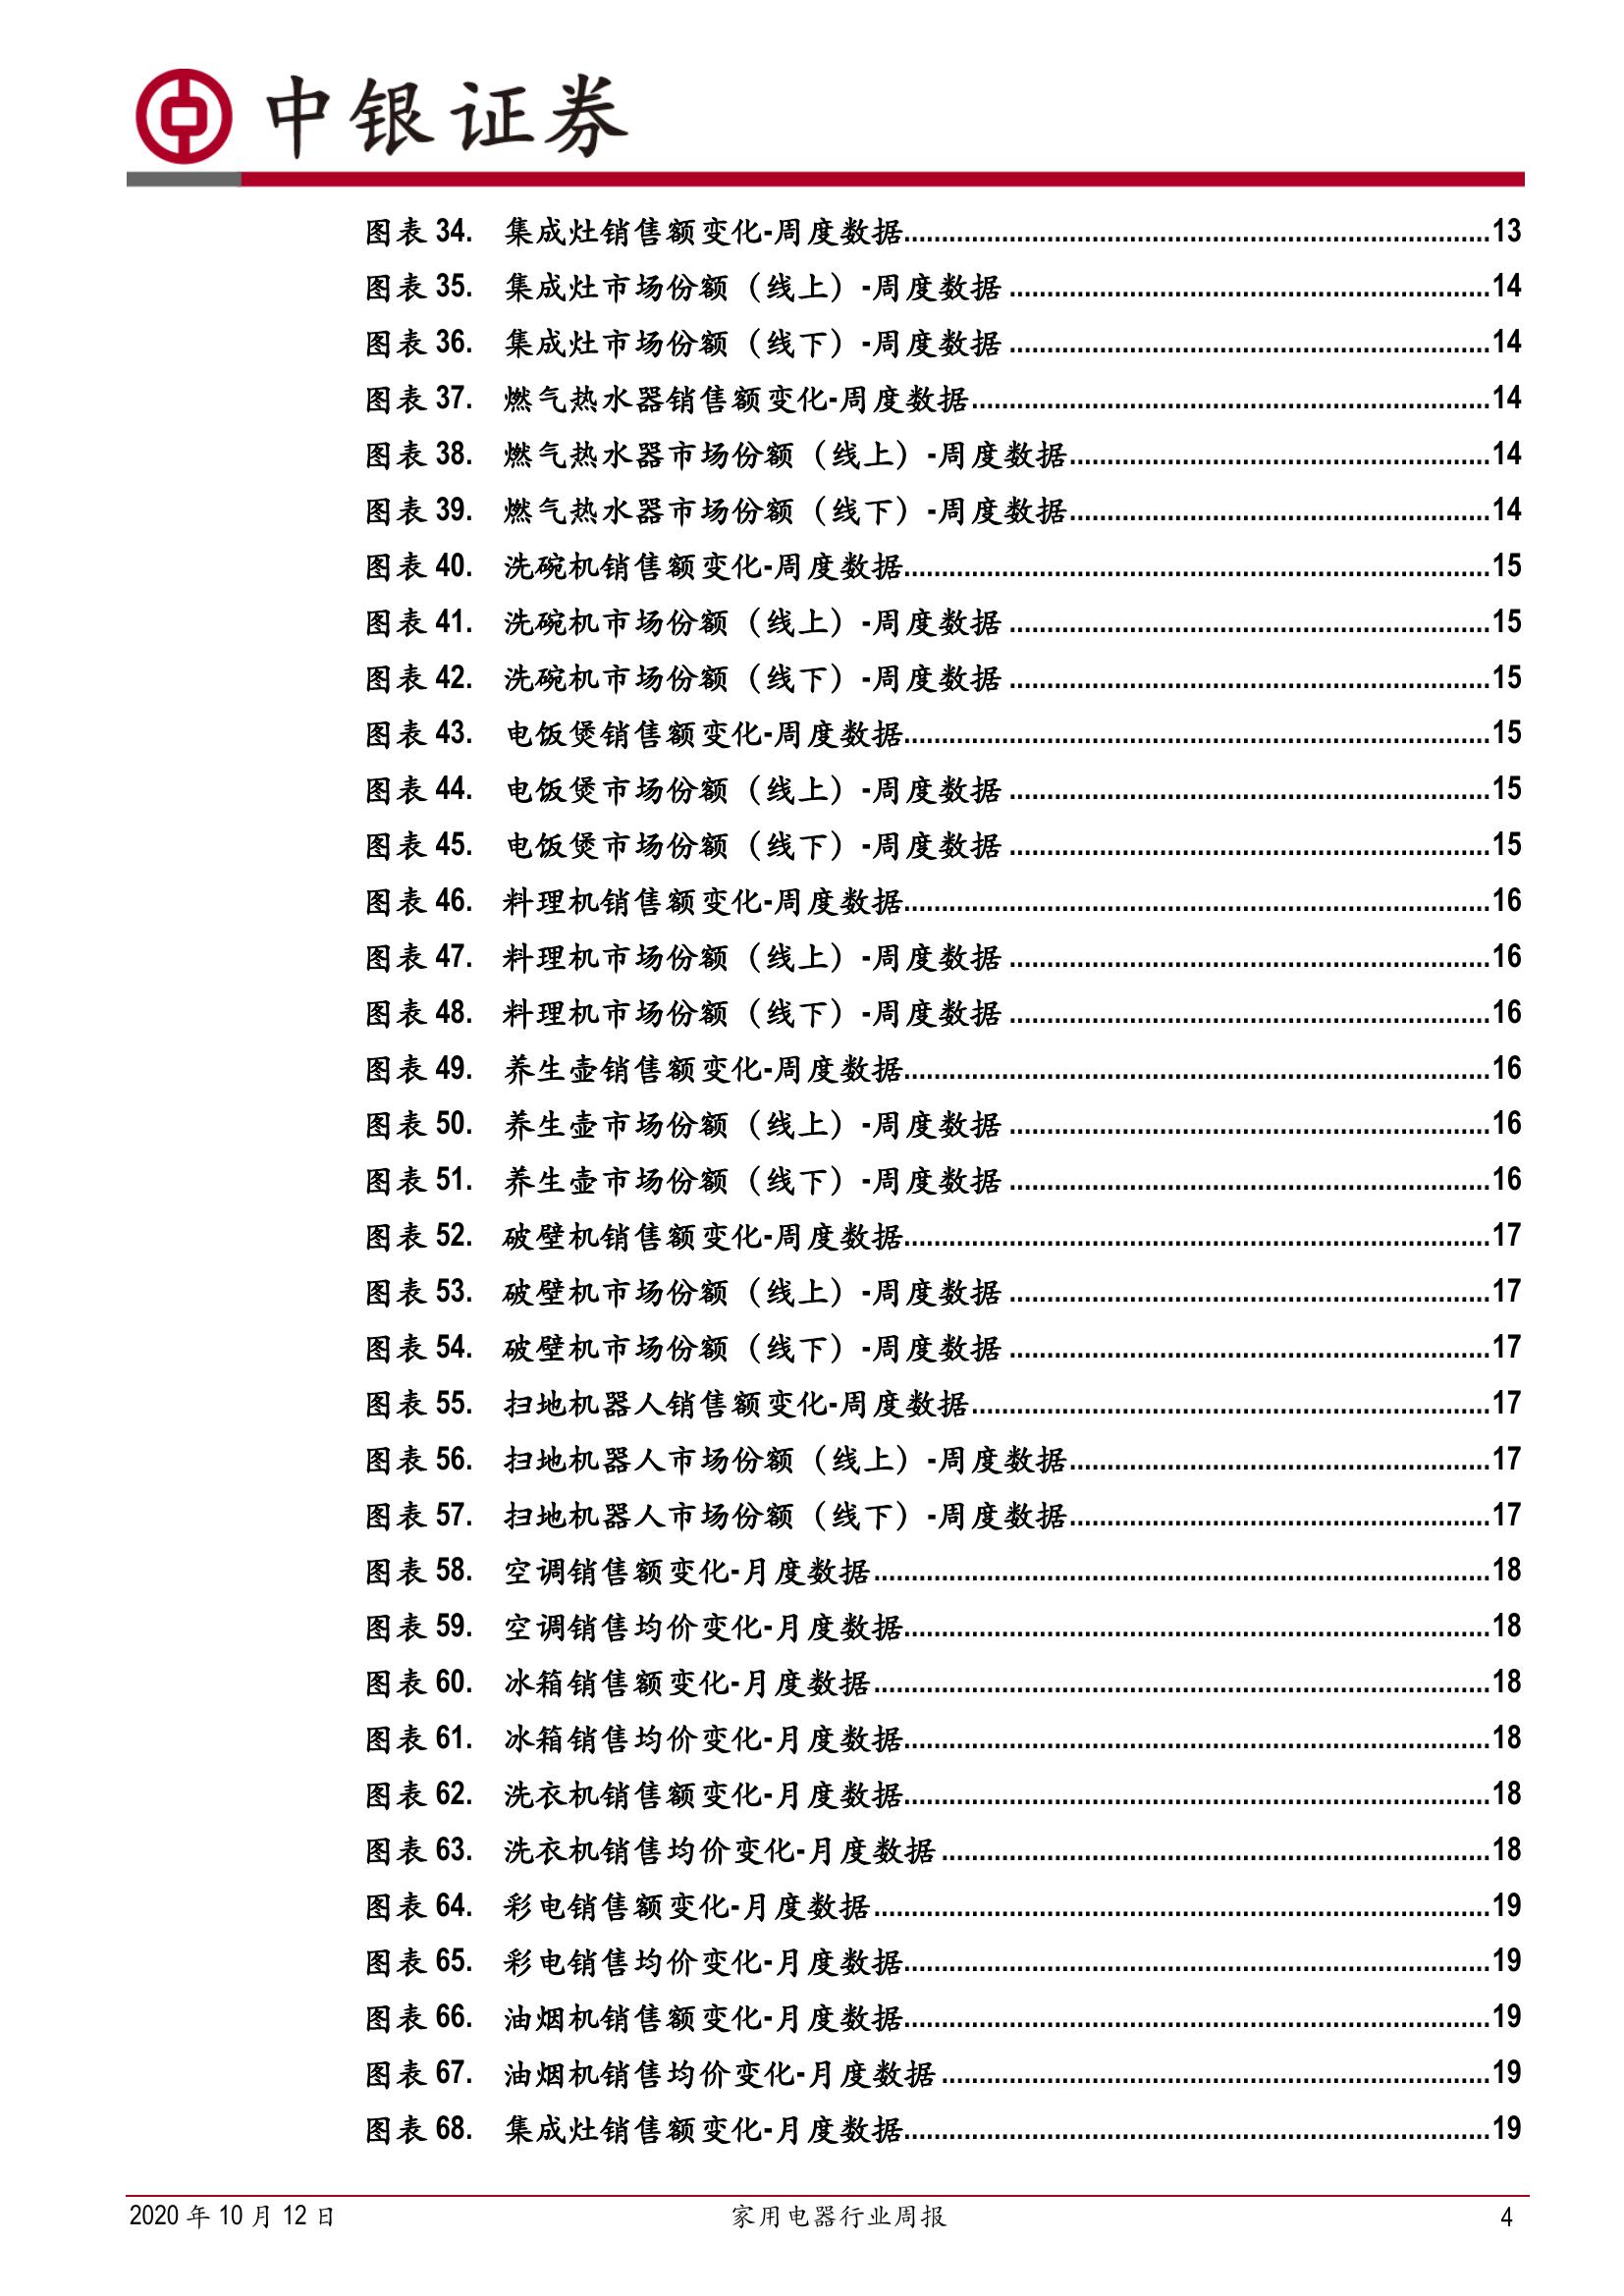 中银证券
图表 34. 集成灶销售额变化-周度数据..........13
图表 35. 集成灶市场份额（线上）-周度数据..........14
图表 36. 集成灶市场份额（线下）-周度数据..........14
图表 37. 燃气热水器销售额变化-周度数据..........14
图表 38. 燃气热水器市场份额（线上）-周度数据..........14
图表 39. 燃气热水器市场份额（线下）-周度数据..........14
图表 40. 洗碗机销售额变化-周度数据..........15
图表 41. 洗碗机市场份额（线上）-周度数据..........15
图表 42. 洗碗机市场份额（线下）-周度数据..........15
图表 43. 电饭煲销售额变化-周度数据..........15
图表 44. 电饭煲市场份额（线上）-周度数据..........15
图表 45. 电饭煲市场份额（线下）-周度数据..........15
图表 46. 料理机销售额变化-周度数据..........16
图表 47. 料理机市场份额（线上）-周度数据..........16
图表 48. 料理机市场份额（线下）-周度数据..........16
图表 49. 养生壶销售额变化-周度数据..........16
图表 50. 养生壶市场份额（线上）-周度数据..........16
图表 51. 养生壶市场份额（线下）-周度数据..........16
图表 52. 破壁机销售额变化-周度数据..........17
图表 53. 破壁机市场份额（线上）-周度数据..........17
图表 54. 破壁机市场份额（线下）-周度数据..........17
图表 55. 扫地机器人销售额变化-周度数据..........17
图表 56. 扫地机器人市场份额（线上）-周度数据..........17
图表 57. 扫地机器人市场份额（线下）-周度数据..........17
图表 58. 空调销售额变化-月度数据..........18
图表 59. 空调销售均价变化-月度数据..........18
图表 60. 冰箱销售额变化-月度数据..........18
图表 61. 冰箱销售均价变化-月度数据..........18
图表 62. 洗衣机销售额变化-月度数据..........18
图表 63. 洗衣机销售均价变化-月度数据..........18
图表 64. 彩电销售额变化-月度数据..........19
图表 65. 彩电销售均价变化-月度数据..........19
图表 66. 油烟机销售额变化-月度数据..........19
图表 67. 油烟机销售均价变化-月度数据..........19
图表 68. 集成灶销售额变化-月度数据..........19
2020 年 10 月 12 日 家用电器行业周报 4